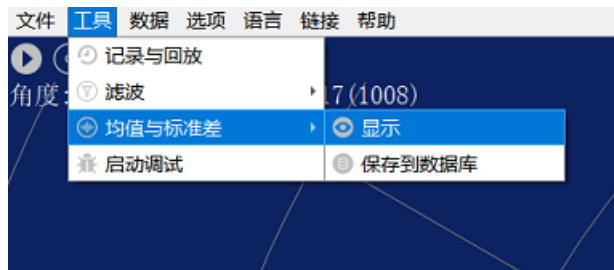 文件 工具 数据 选项 语言 链接 帮助
记录与回放
角度:
滤波
17(1008)
均值与标准差
显示
启动调试
保存到数据库